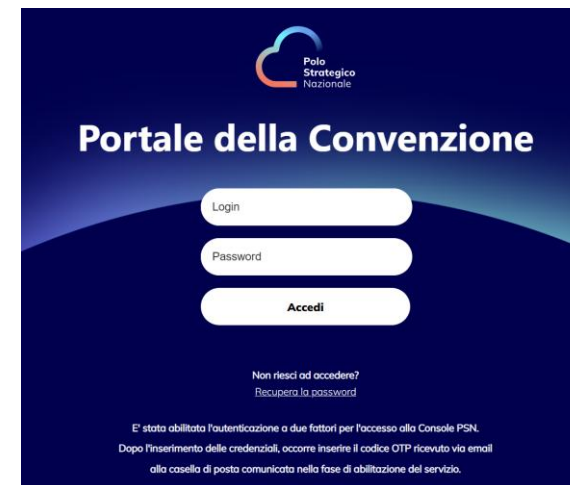 Polo
Strategico
Nazionale
Portale della Convenzione
Login
Password
Accedi
Non riesci ad accedere?
Recupera la password
E' stata abilitata l'autenticazione a due fattori per l'accesso alla Console PSN.
Dopo l'inserimento delle credenziali, occorre inserire il codice OTP ricevuto via email
alla casella di posta comunicata nella fase di abilitazione del servizio.